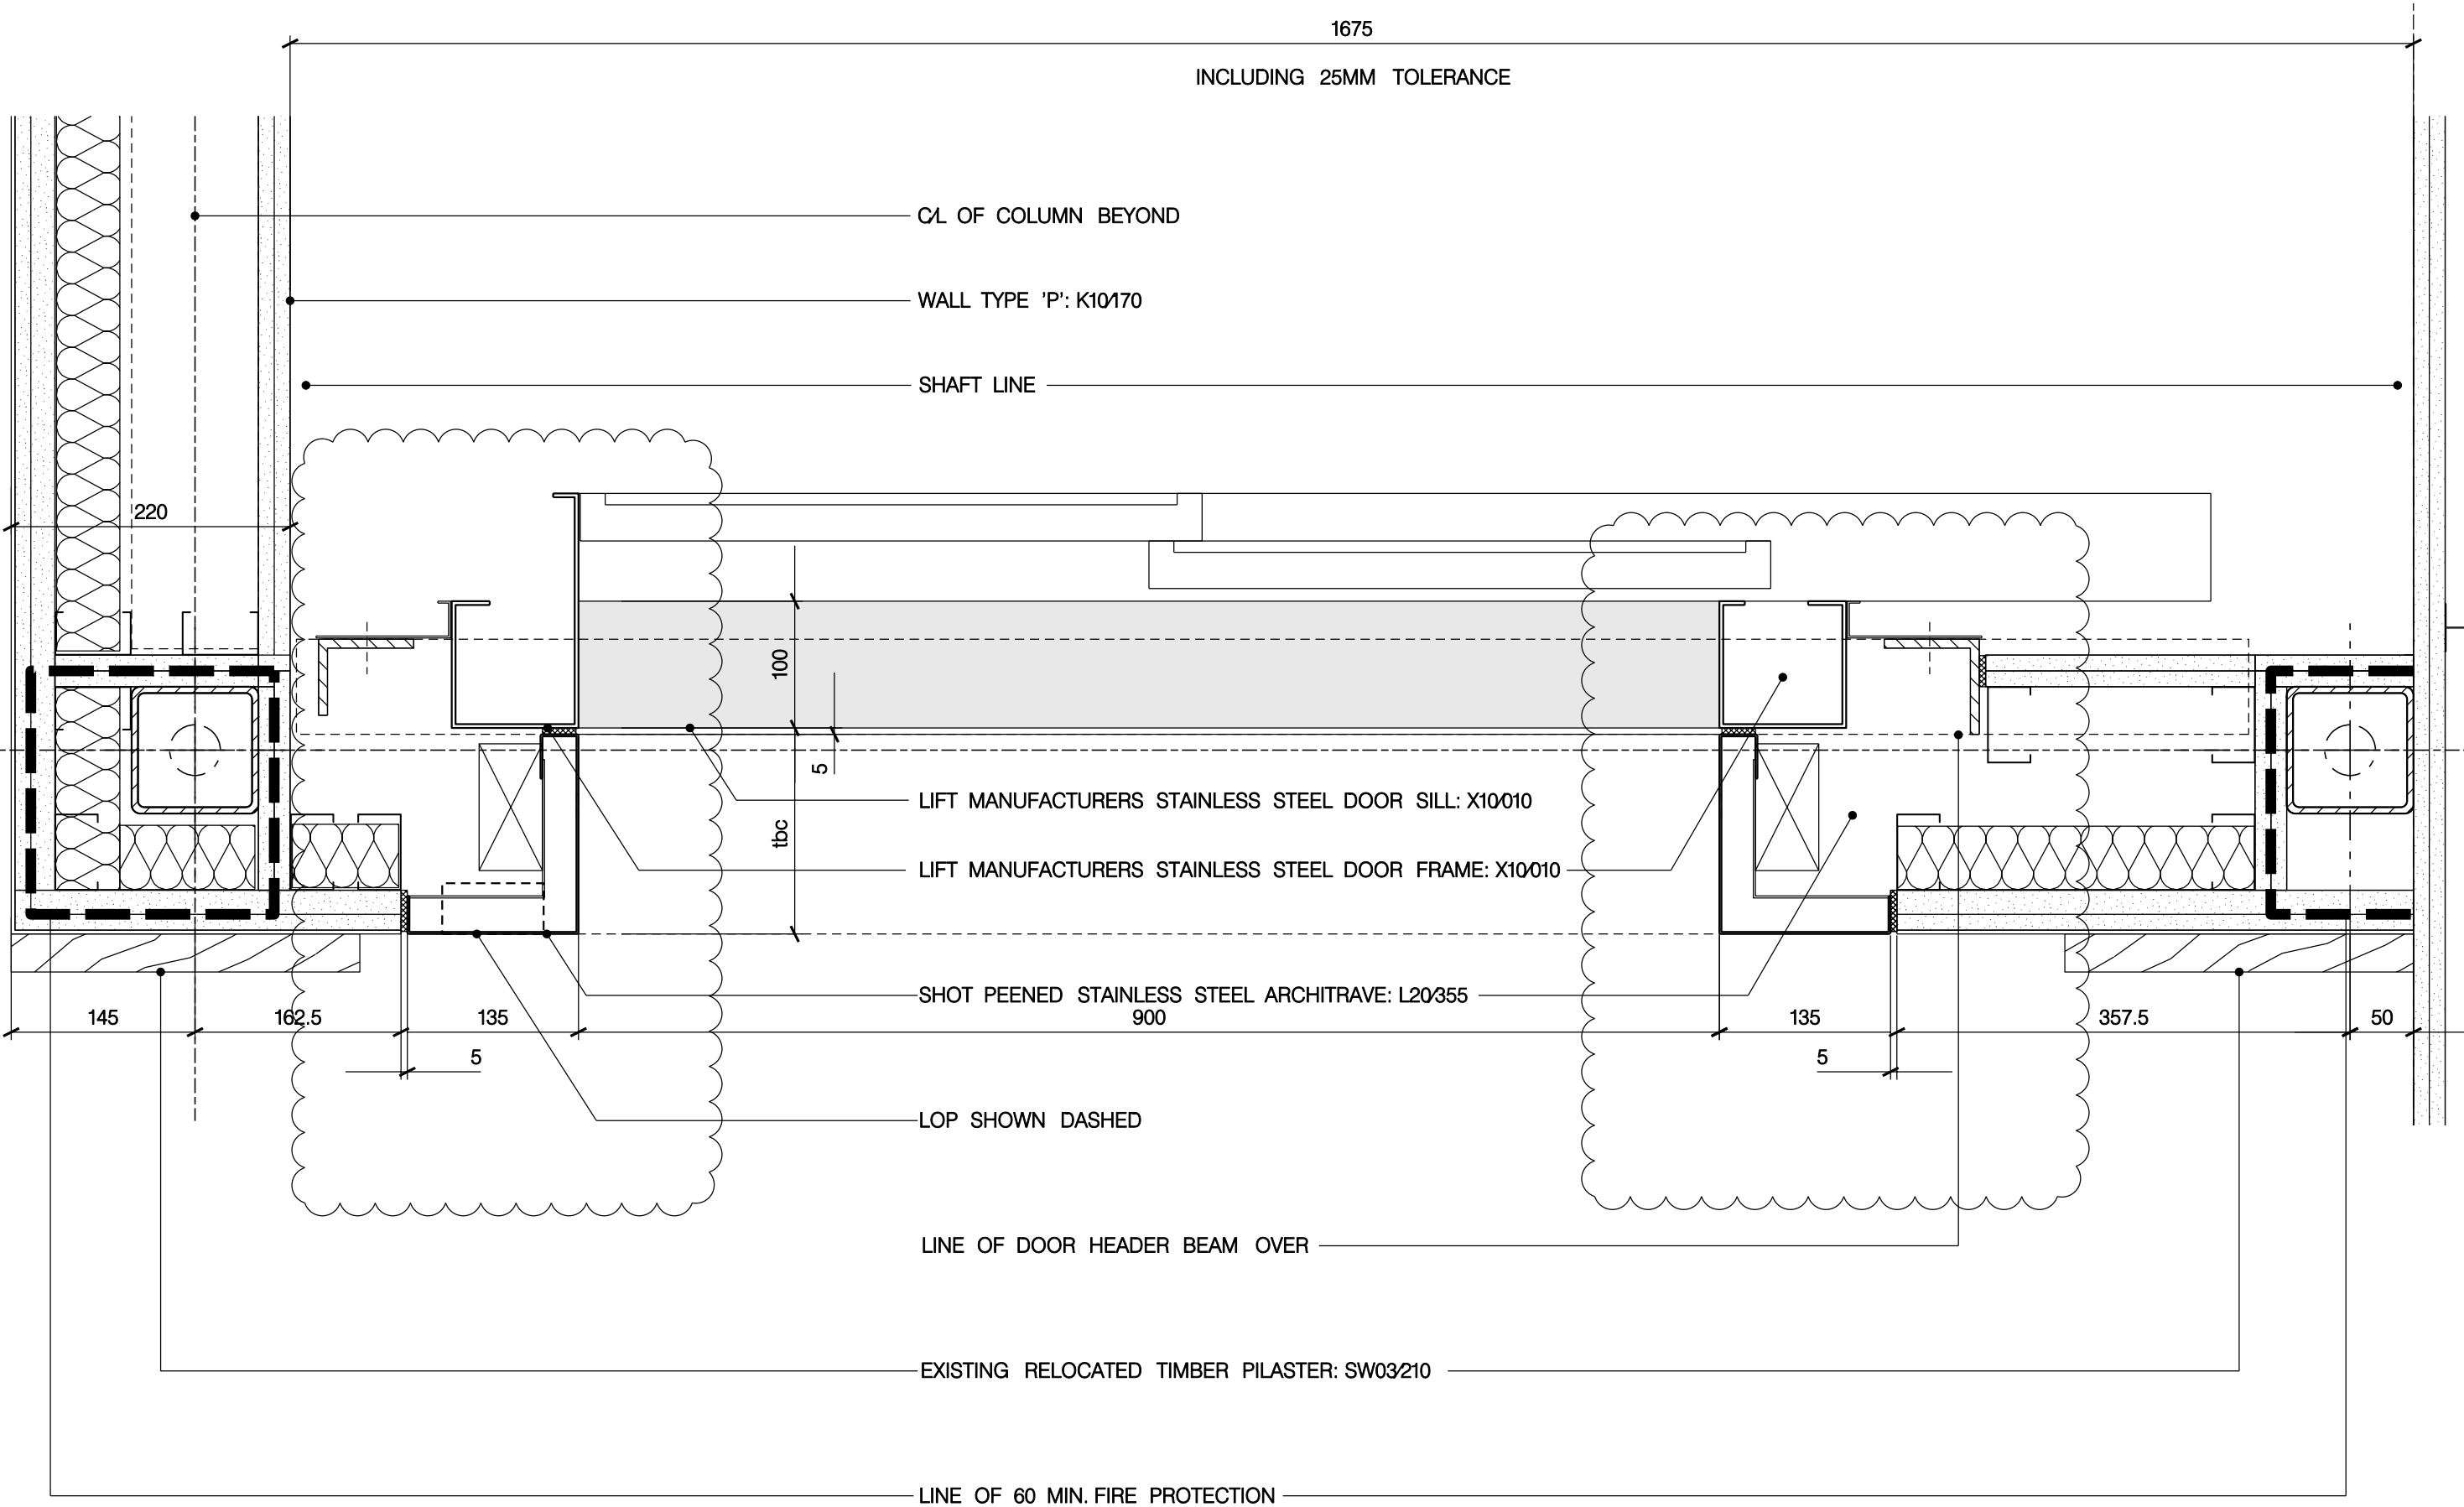 1675
INCLUDING 25MM TOLERANCE
C/L OF COLUMN BEYOND
WALL TYPE 'P': K10/170
SHAFT LINE
220
100
5
LIFT MANUFACTURERS STAINLESS STEEL DOOR SILL: X10/010
tbc
LIFT MANUFACTURERS STAINLESS STEEL DOOR FRAME: X10/010
SHOT PEENED STAINLESS STEEL ARCHITRAVE: L20/355
145 162.5 135 900 135 357.5 50
5 5
LOP SHOWN DASHED
LINE OF DOOR HEADER BEAM OVER
EXISTING RELOCATED TIMBER PILASTER: SW03/210
LINE OF 60 MIN. FIRE PROTECTION